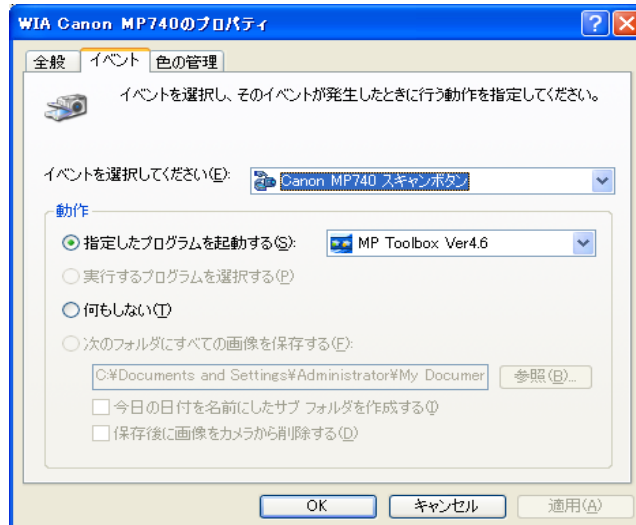 WIA Canon MP740のプロパティ
全般 イベント 色の管理
イベントを選択し、そのイベントが発生したときに行う動作を指定してください。
イベントを選択してください(E): Canon MP740 スキャンボタン
動作
指定したプログラムを起動する(S): MP Toolbox Ver4.6
実行するプログラムを選択する(P)
何もしない(T)
次のフォルダにすべての画像を保存する(F):
C:¥Documents and Settings¥Administrator¥My Documer 参照(B)...
今日の日付を名前にしたサブ フォルダを作成する(I)
保存後に画像をカメラから削除する(D)
OK キャンセル 適用(A)